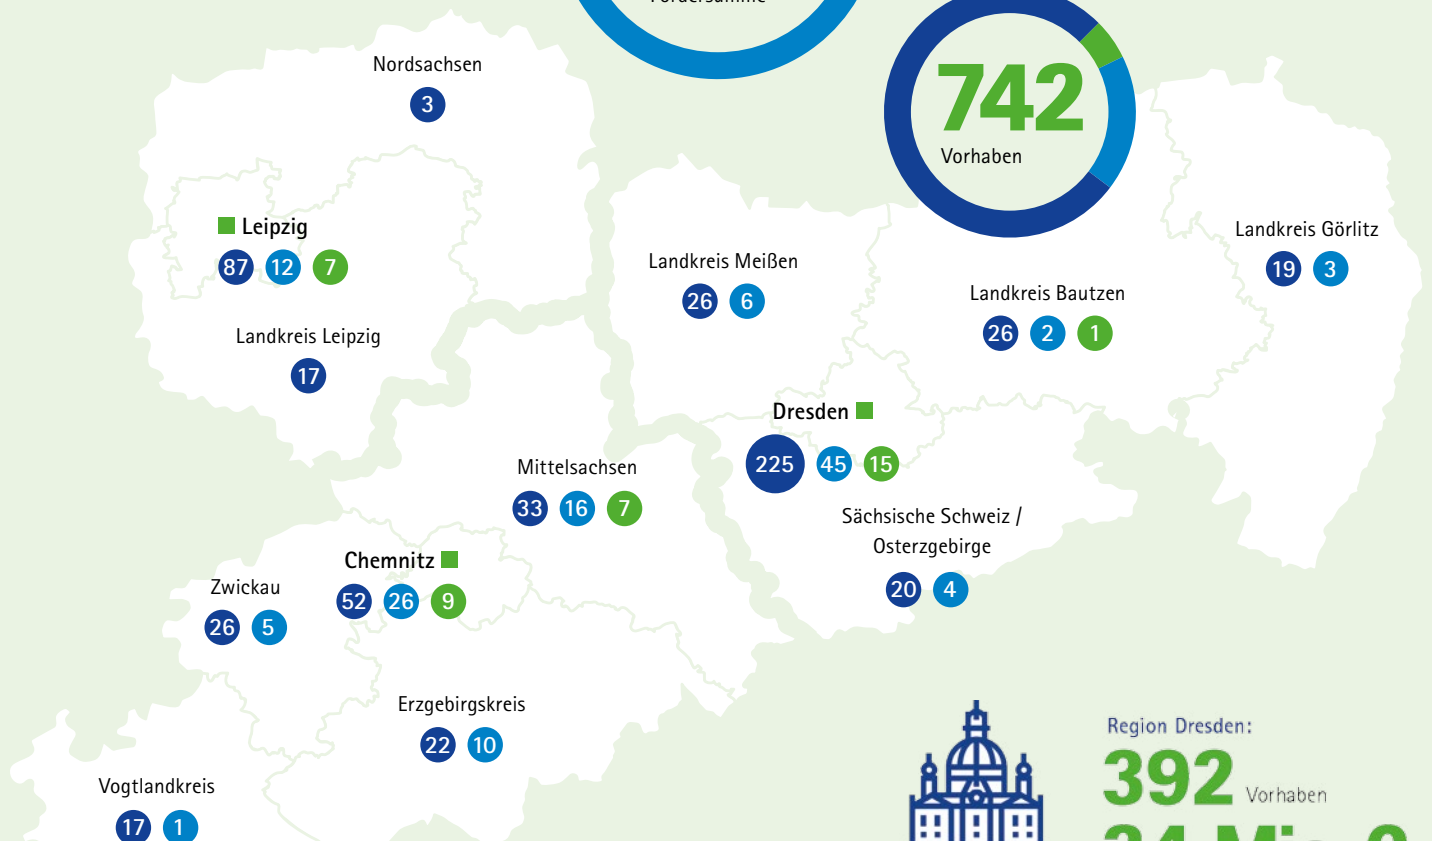 Nordsachsen
3
742
Vorhaben
Leipzig
87 12 7
Landkreis Görlitz
19 3
Landkreis Meißen
26 6
Landkreis Bautzen
26 2 1
Landkreis Leipzig
17
Dresden
225 45 15
Mittelsachsen
33 16 7
Sächsische Schweiz /
Osterzgebirge
20 4
Chemnitz
52 26 9
Zwickau
26 5
Erzgebirgskreis
22 10
Region Dresden:
392 Vorhaben
Vogtlandkreis
17 1